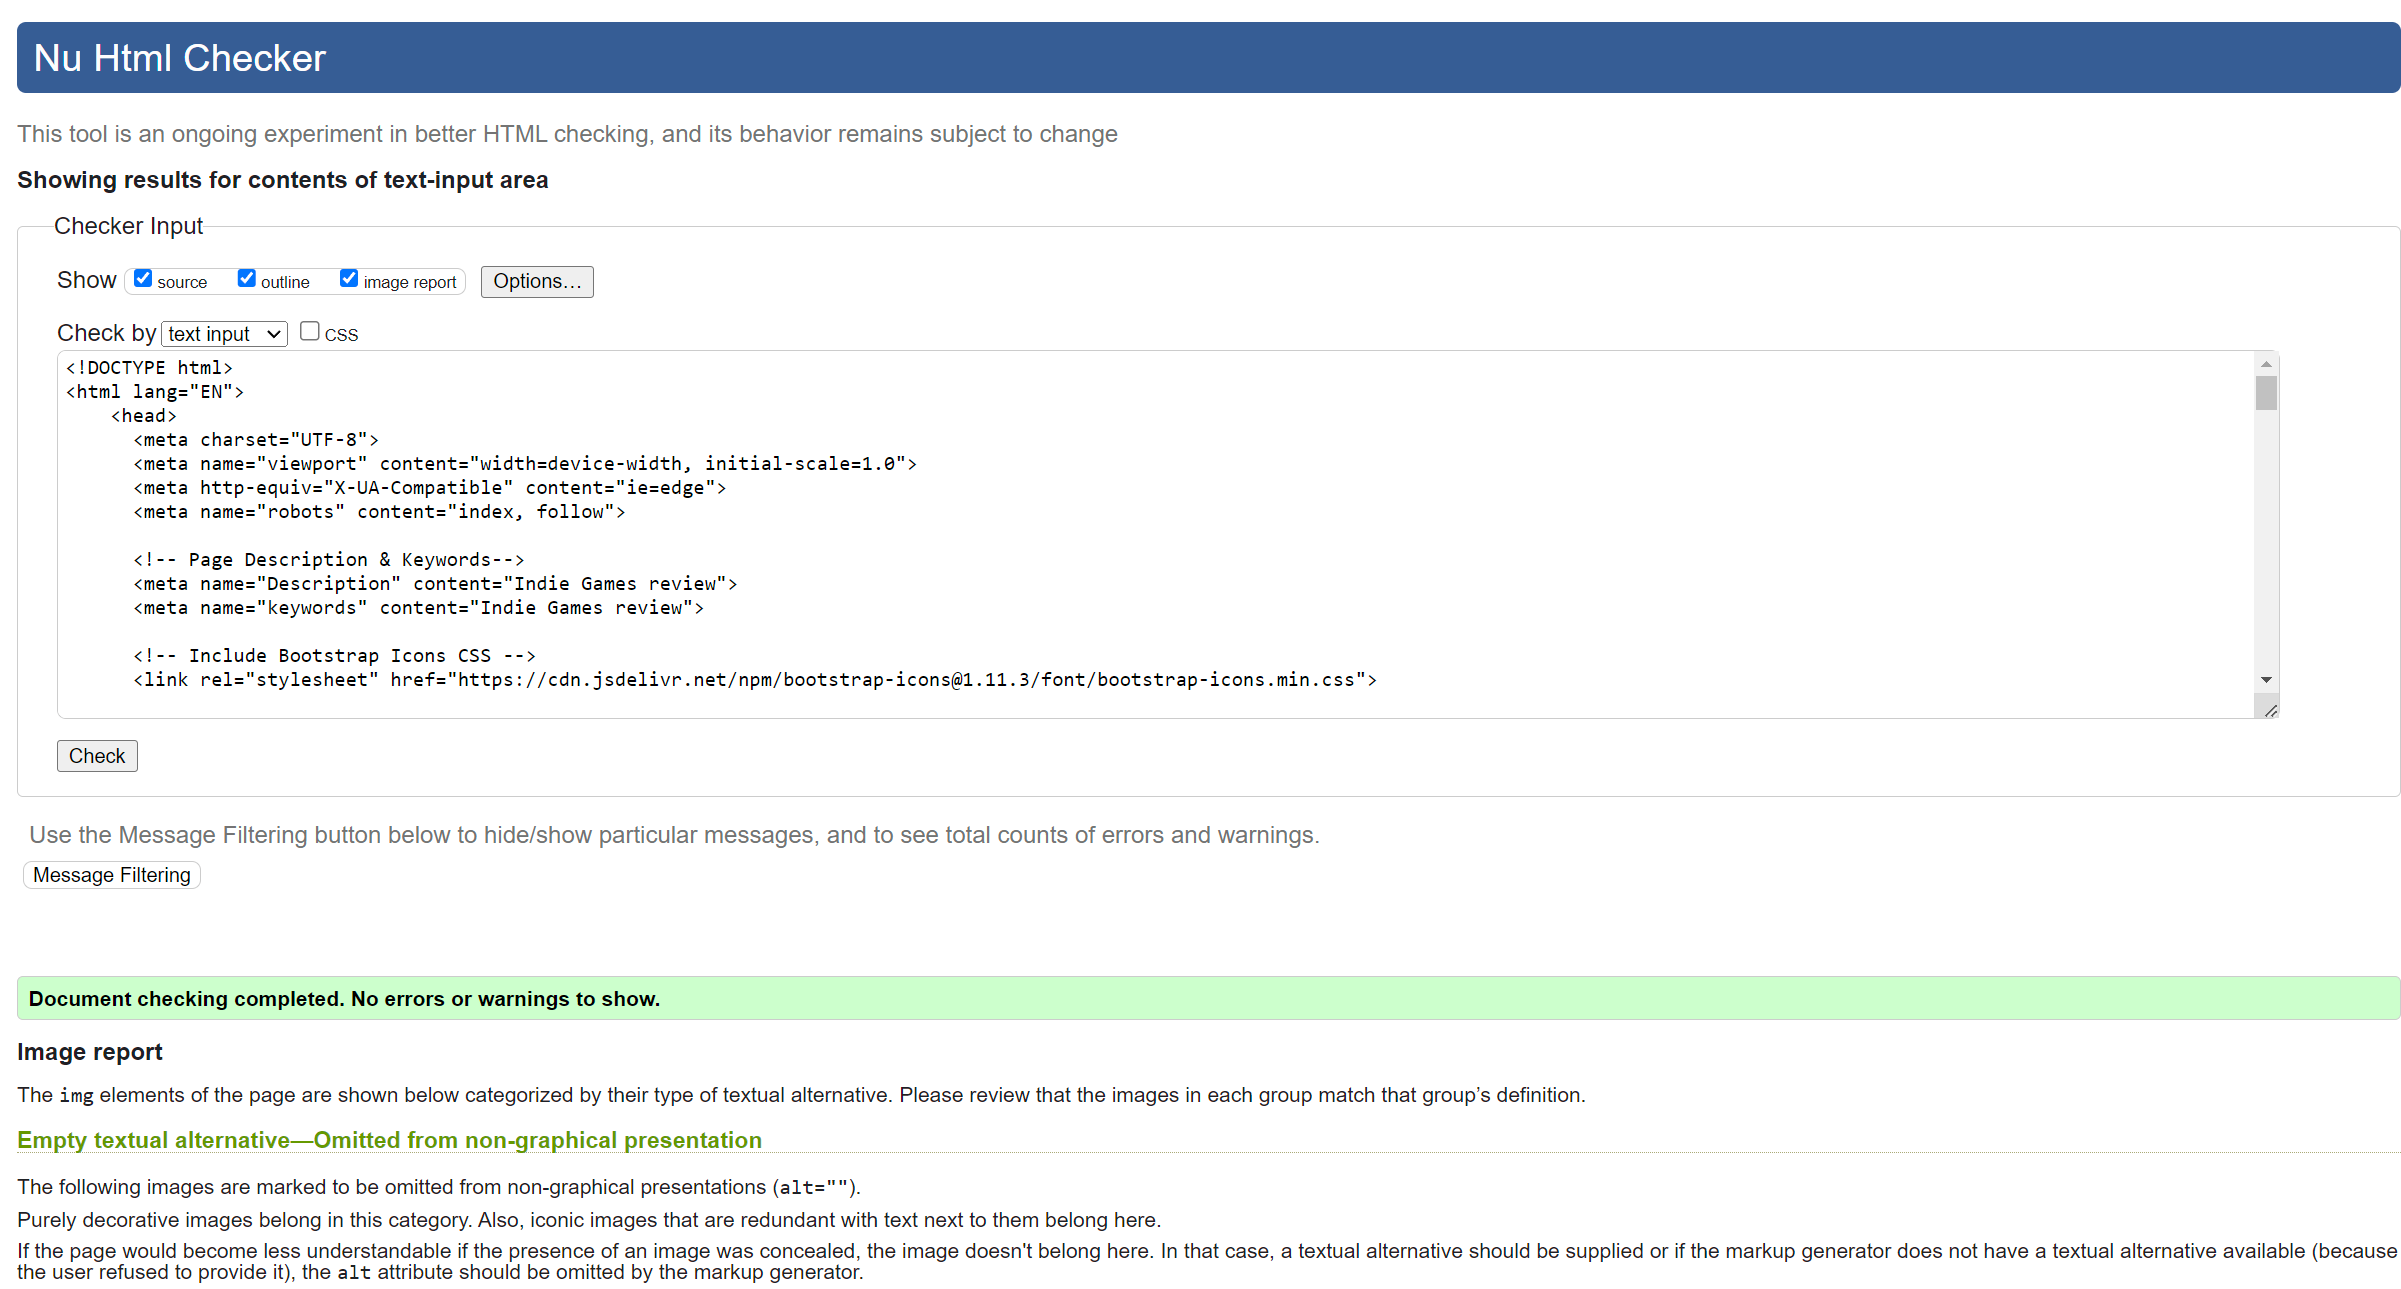 Nu Html Checker
This tool is an ongoing experiment in better HTML checking, and its behavior remains subject to change
Showing results for contents of text-input area
Checker Input
Show source outline image report Options...
Check by text input CSS
<!DOCTYPE html>
<html lang="EN">
<head>
<meta charset="UTF-8">
<meta name="viewport" content="width=device-width, initial-scale=1.0">
<meta http-equiv="X-UA-Compatible" content="ie=edge">
<meta name="robots" content="index, follow">
<!-- Page Description & Keywords-->
<meta name="Description" content="Indie Games review">
<meta name="keywords" content="Indie Games review">
<!-- Include Bootstrap Icons CSS -->
<link rel="stylesheet" href="https://cdn.jsdelivr.net/npm/bootstrap-icons@1.11.3/font/bootstrap-icons.min.css">
Check
Use the Message Filtering button below to hide/show particular messages, and to see total counts of errors and warnings.
Message Filtering
Document checking completed. No errors or warnings to show.
Image report
The img elements of the page are shown below categorized by their type of textual alternative. Please review that the images in each group match that group’s definition.
Empty textual alternative—Omitted from non-graphical presentation
The following images are marked to be omitted from non-graphical presentations (alt="").
Purely decorative images belong in this category. Also, iconic images that are redundant with text next to them belong here.
If the page would become less understandable if the presence of an image was concealed, the image doesn't belong here. In that case, a textual alternative should be supplied or if the markup generator does not have a textual alternative available (because
the user refused to provide it), the alt attribute should be omitted by the markup generator.